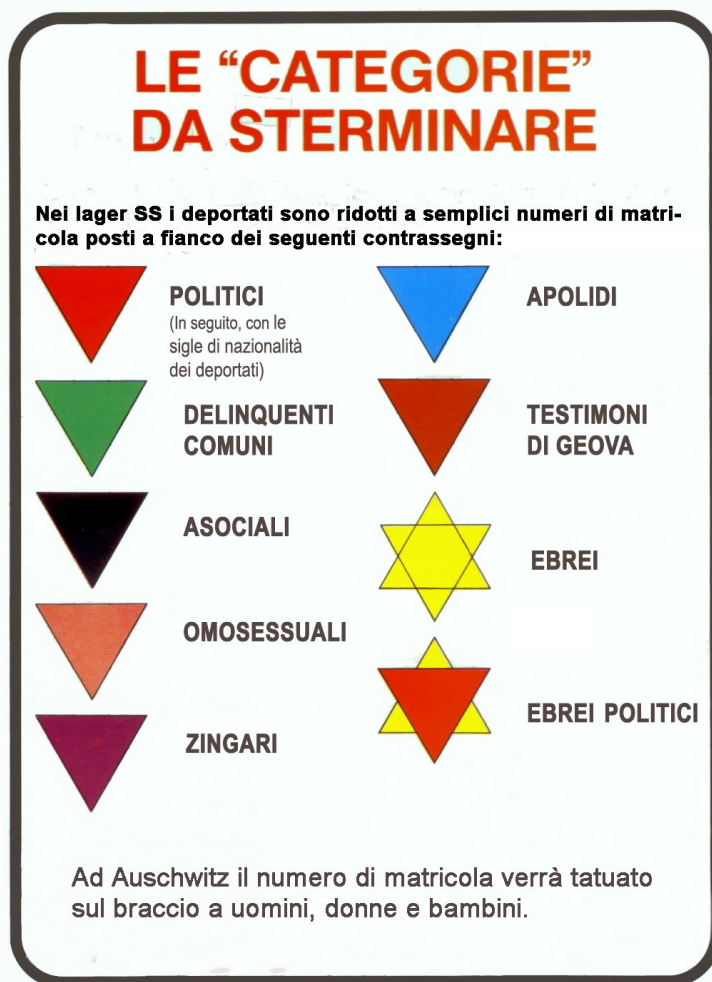 LE “CATEGORIE”
DA STERMINARE
Nei lager SS i deportati sono ridotti a semplici numeri di matri-
cola posti a fianco dei seguenti contrassegni:
POLITICI
(In seguito, con le
sigle di nazionalità
dei deportati)
DELINQUENTI
COMUNI
ASOCIALI
OMOSESSUALI
ZINGARI
APOLIDI
TESTIMONI
DI GEOVA
EBREI
EBREI POLITICI
Ad Auschwitz il numero di matricola verrà tatuato
sul braccio a uomini, donne e bambini.